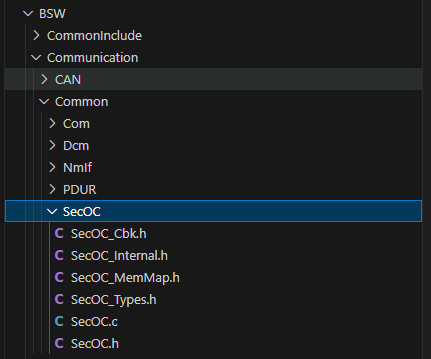 BSW
CommonInclude
Communication
CAN
Common
Com
Dcm
NmIf
PDUR
SecOC
C SecOC_Cbk.h
C SecOC_Internal.h
C SecOC_MemMap.h
C SecOC_Types.h
C SecOC.c
C SecOC.h